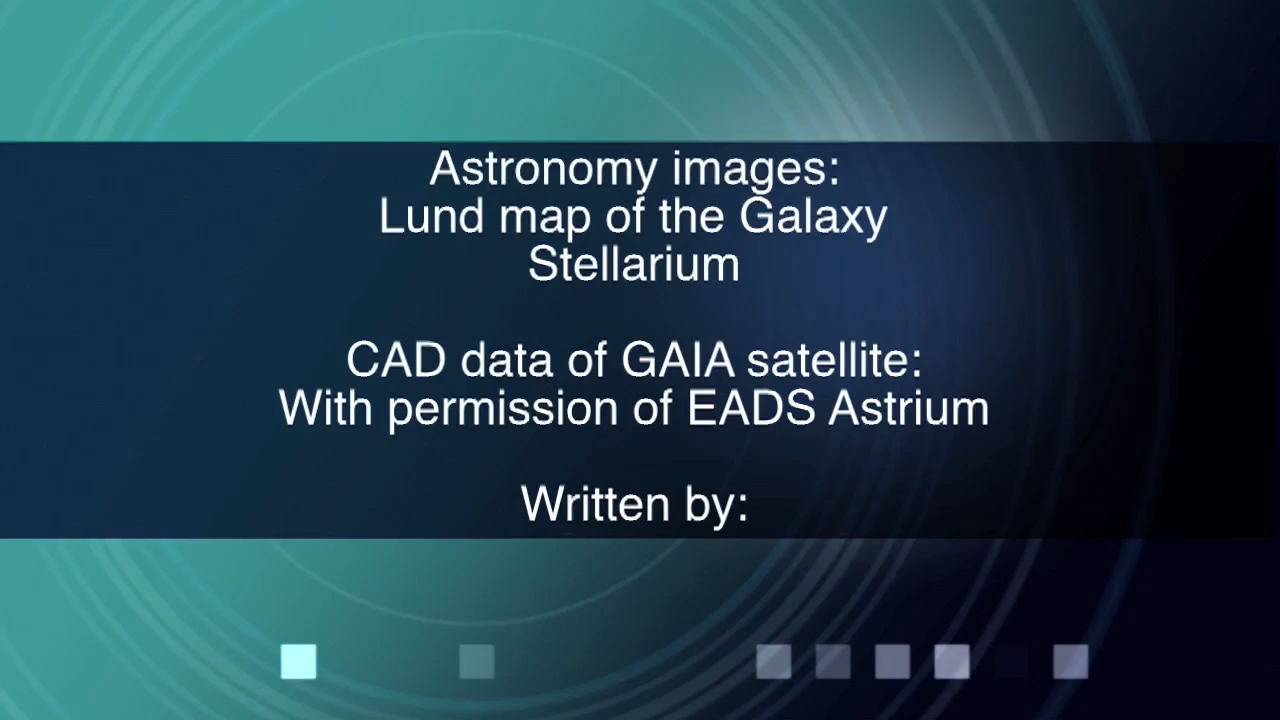 Astronomy images:
Lund map of the Galaxy
Stellarium
CAD data of GAIA satellite:
With permission of EADS Astrium
Written by: